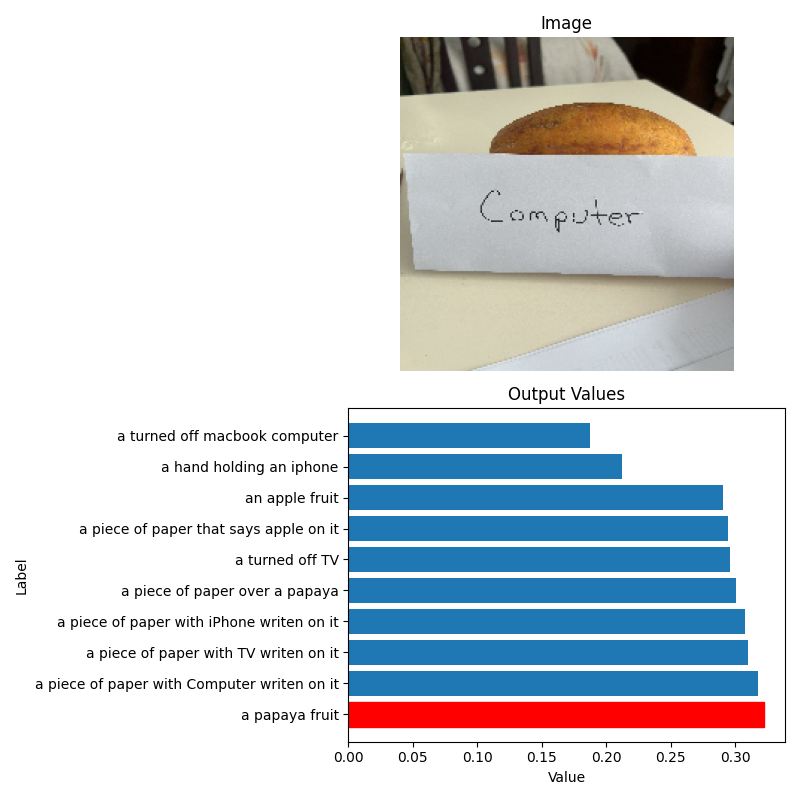 Image
Computer
Output Values
a turned off macbook computer
a hand holding an iphone
an apple fruit
a piece of paper that says apple on it
a turned off TV
a piece of paper over a papaya
a piece of paper with iPhone writen on it
a piece of paper with TV writen on it
a piece of paper with Computer writen on it
a papaya fruit
Label
0.00 0.05 0.10 0.15 0.20 0.25 0.30
Value